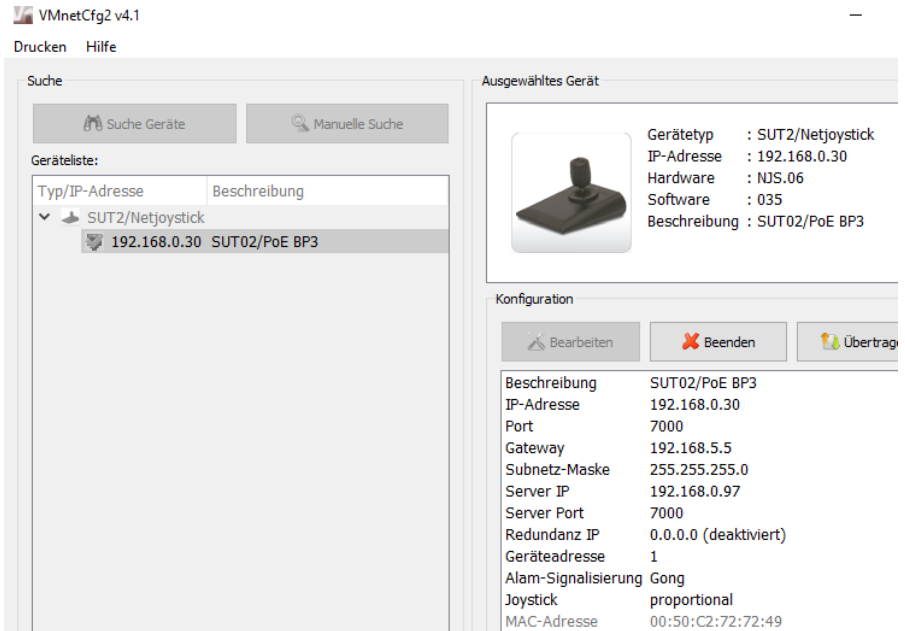 VMnetCfg2 v4.1
Drucken Hilfe
Suche
Suche Geräte Manuelle Suche
Geräteliste:
Typ/IP-Adresse Beschreibung
SUT2/Netjoystick
192.168.0.30 SUT02/PoE BP3
Ausgewähltes Gerät
Gerätetyp : SUT2/Netjoystick
IP-Adresse : 192.168.0.30
Hardware : NJS.06
Software : 035
Beschreibung : SUT02/PoE BP3
Konfiguration
Bearbeiten Beenden Übertrage
Beschreibung SUT02/PoE BP3
IP-Adresse 192.168.0.30
Port 7000
Gateway 192.168.5.5
Subnetz-Maske 255.255.255.0
Server IP 192.168.0.97
Server Port 7000
Redundanz IP 0.0.0.0 (deaktiviert)
Geräteadresse 1
Alam-Signalisierung Gong
Joystick proportional
MAC-Adresse 00:50:C2:72:72:49